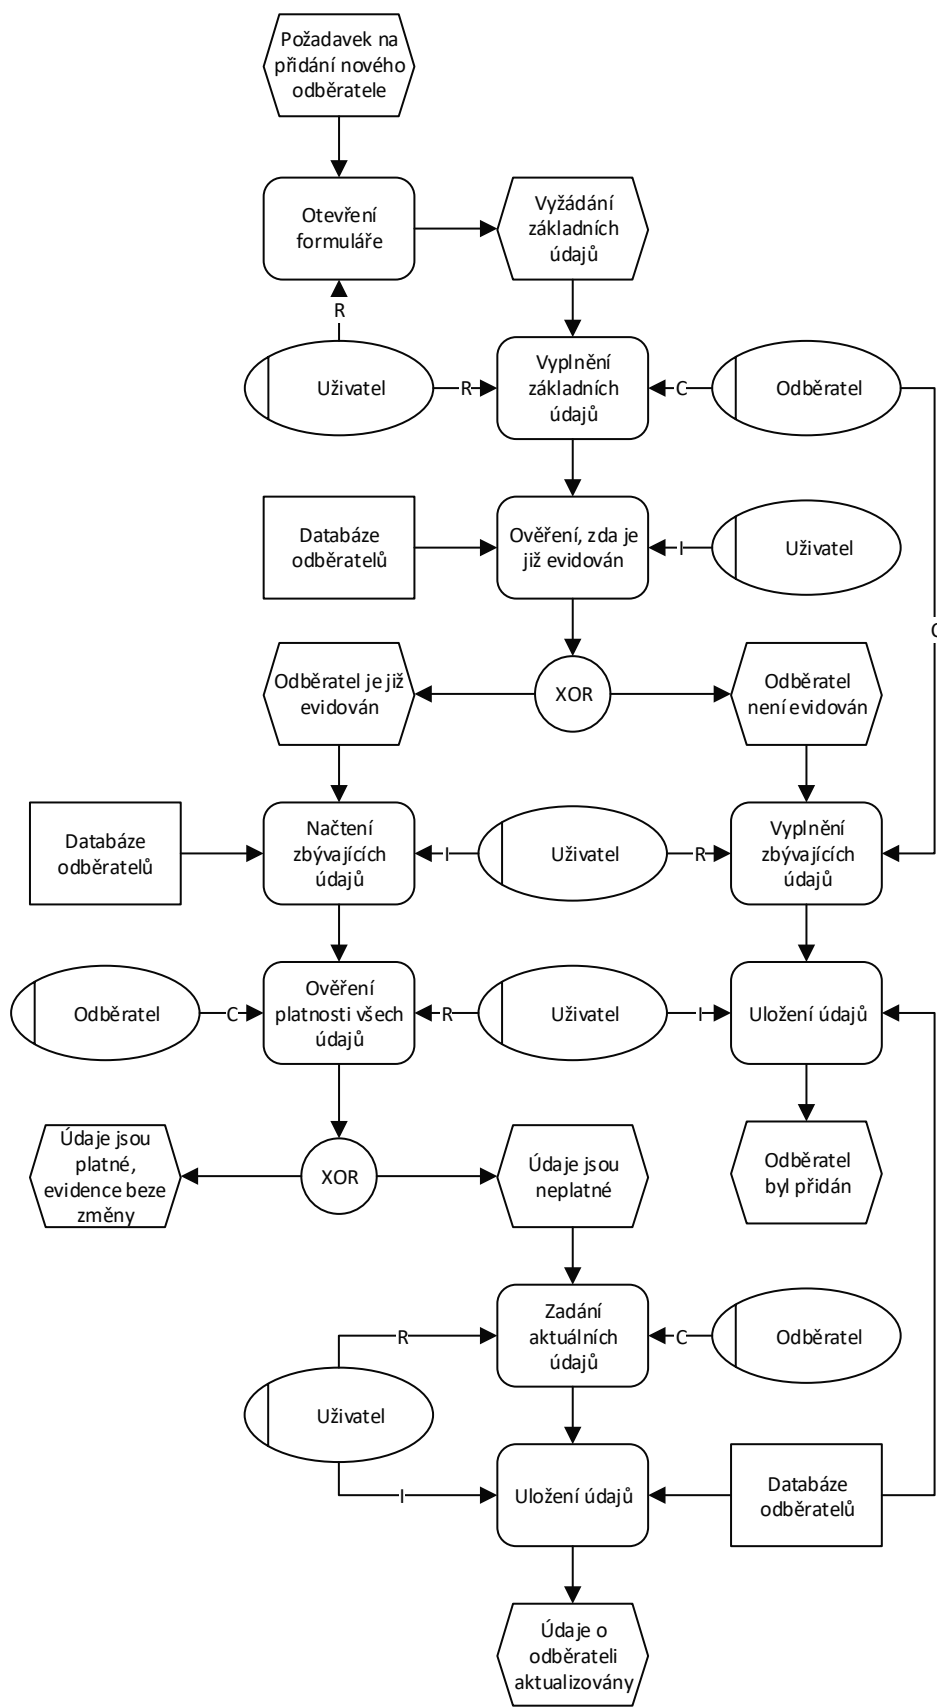 Požadavek na
přidání nového
odběratele
Otevření
formuláře
Vyžádání
základních
údajů
R
Uživatel
R
Vyplnění
základních
údajů
C
Odběratel
Databáze
odběratelů
Ověření, zda je
již evidován
I
Uživatel
C
Odběratel je již
evidován
XOR
Odběratel
není evidován
Databáze
odběratelů
Načtení
zbývajících
údajů
I
Uživatel
R
Vyplnění
zbývajících
údajů
Odběratel
C
Ověření
platnosti všech
údajů
R
Uživatel
I
Uložení údajů
Údaje jsou
platné,
evidence beze
změny
XOR
Údaje jsou
neplatné
Odběratel
byl přidán
R
Zadání
aktuálních
údajů
C
Odběratel
Uživatel
I
Uložení údajů
Databáze
odběratelů
Údaje o
odběrateli
aktualizovány